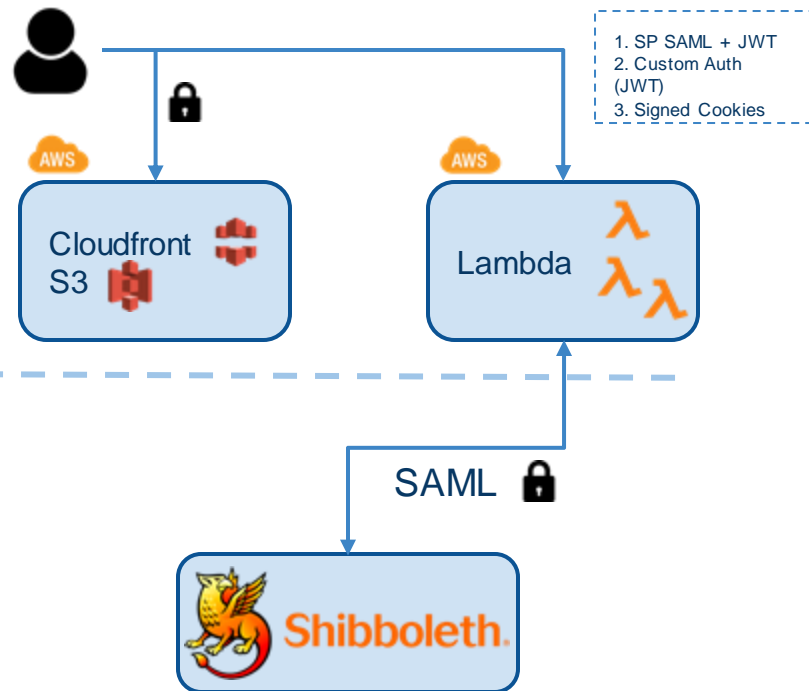 1. SP SAML + JWT
2. Custom Auth
(JWT)
3. Signed Cookies
AWS
AWS
Cloudfront
S3
Lambda
SAML
Shibboleth.